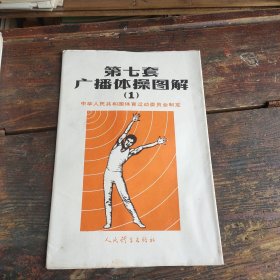 第七套
广播体操图解
(1)
中华人民共和国体育运动委员会制定
人民体育出版社